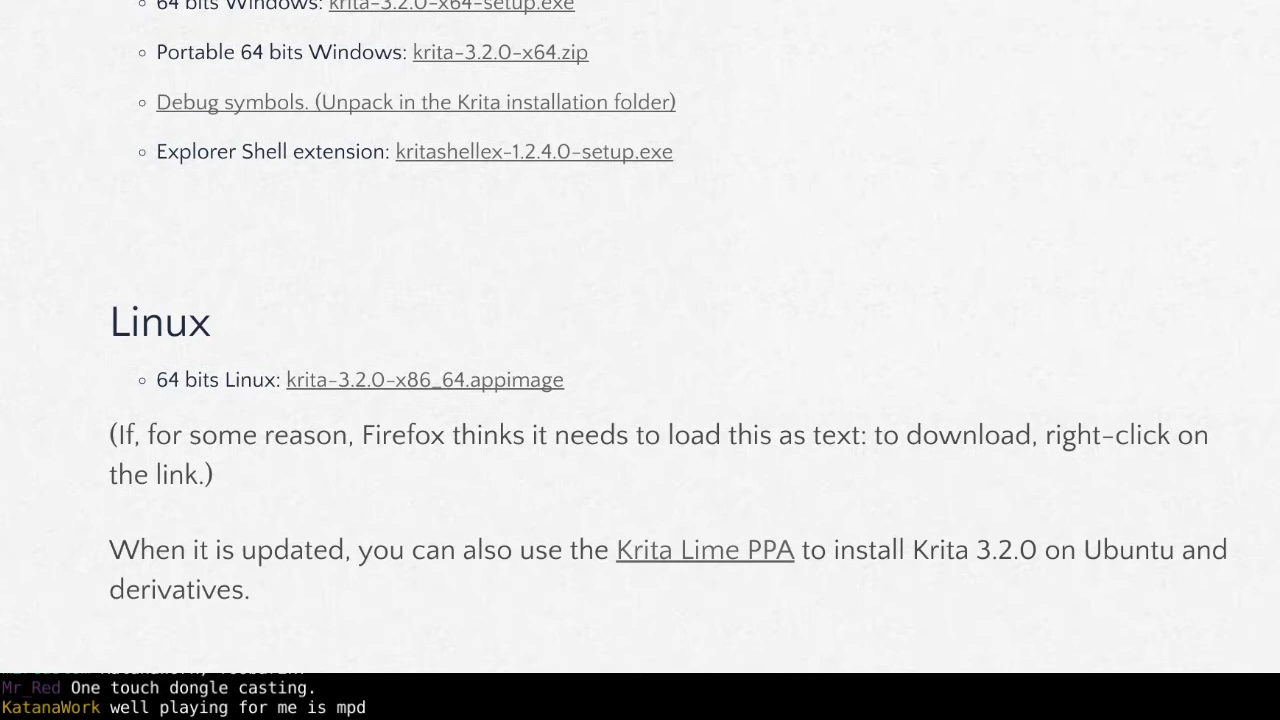 64 bits Windows: krita-3.2.0-x64-setup.exe
Portable 64 bits Windows: krita-3.2.0-x64.zip
Debug symbols. (Unpack in the Krita installation folder)
Explorer Shell extension: kritashellex-1.2.4.0-setup.exe
Linux
64 bits Linux: krita-3.2.0-x86_64.appimage
(If, for some reason, Firefox thinks it needs to load this as text: to download, right-click on
the link.)
When it is updated, you can also use the Krita Lime PPA to install Krita 3.2.0 on Ubuntu and
derivatives.
Mr_Red One touch dongle casting.
KatanaWork well playing for me is mpd